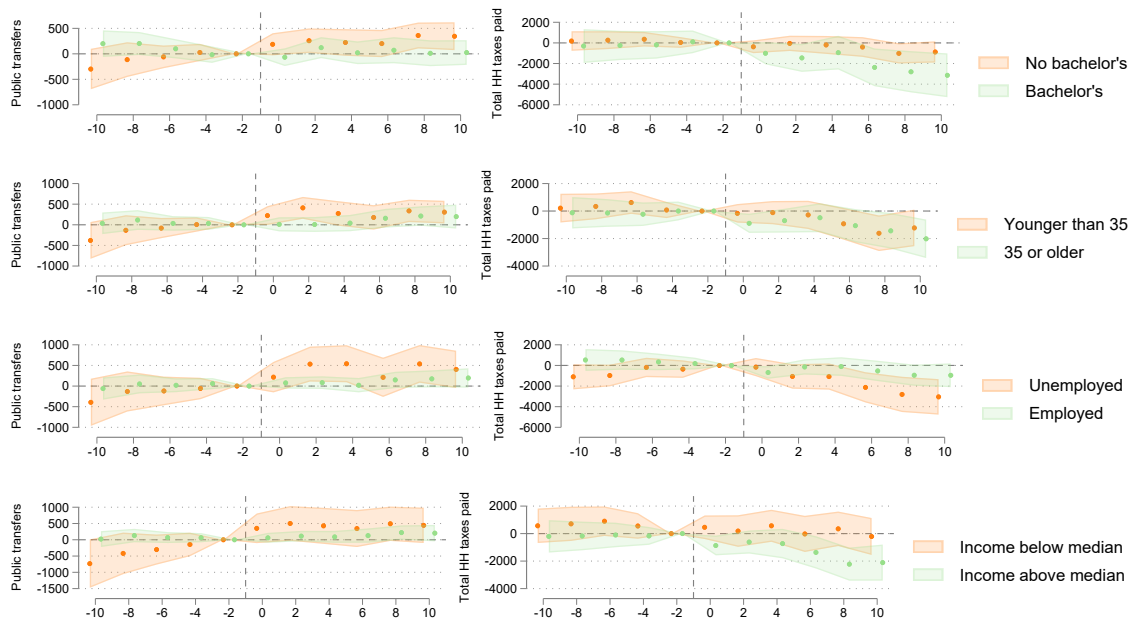 Public transfers
1000
500
0
-500
-1000
-10 -8 -6 -4 -2 0 2 4 6 8 10
Total HH taxes paid
2000
0
-2000
-4000
-6000
-10 -8 -6 -4 -2 0 2 4 6 8 10
No bachelor's
Bachelor's
Public transfers
1000
500
0
-500
-1000
-10 -8 -6 -4 -2 0 2 4 6 8 10
Total HH taxes paid
2000
0
-2000
-4000
-10 -8 -6 -4 -2 0 2 4 6 8 10
Younger than 35
35 or older
Public transfers
1000
500
0
-500
-1000
-10 -8 -6 -4 -2 0 2 4 6 8 10
Total HH taxes paid
2000
0
-2000
-4000
-6000
-10 -8 -6 -4 -2 0 2 4 6 8 10
Unemployed
Employed
Public transfers
1000
500
0
-500
-1000
-1500
-10 -8 -6 -4 -2 0 2 4 6 8 10
Total HH taxes paid
2000
0
-2000
-4000
-10 -8 -6 -4 -2 0 2 4 6 8 10
Income below median
Income above median